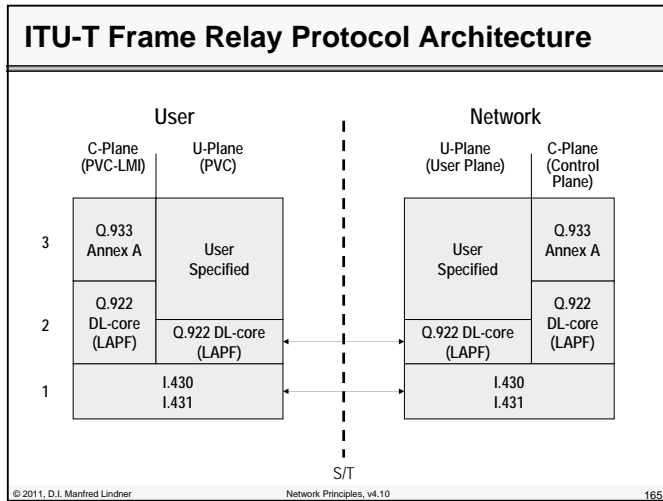 ITU-T Frame Relay Protocol Architecture
User
Network
C-Plane
(PVC-LMI)
U-Plane
(PVC)
U-Plane
(User Plane)
C-Plane
(Control
Plane)
3
Q.933
Annex A
User
Specified
User
Specified
Q.933
Annex A
2
Q.922
DL-core
(LAPF)
Q.922 DL-core
(LAPF)
Q.922 DL-core
(LAPF)
Q.922
DL-core
(LAPF)
1
I.430
I.431
I.430
I.431
S/T
© 2011, D.I. Manfred Lindner
Network Principles, v4.10
165